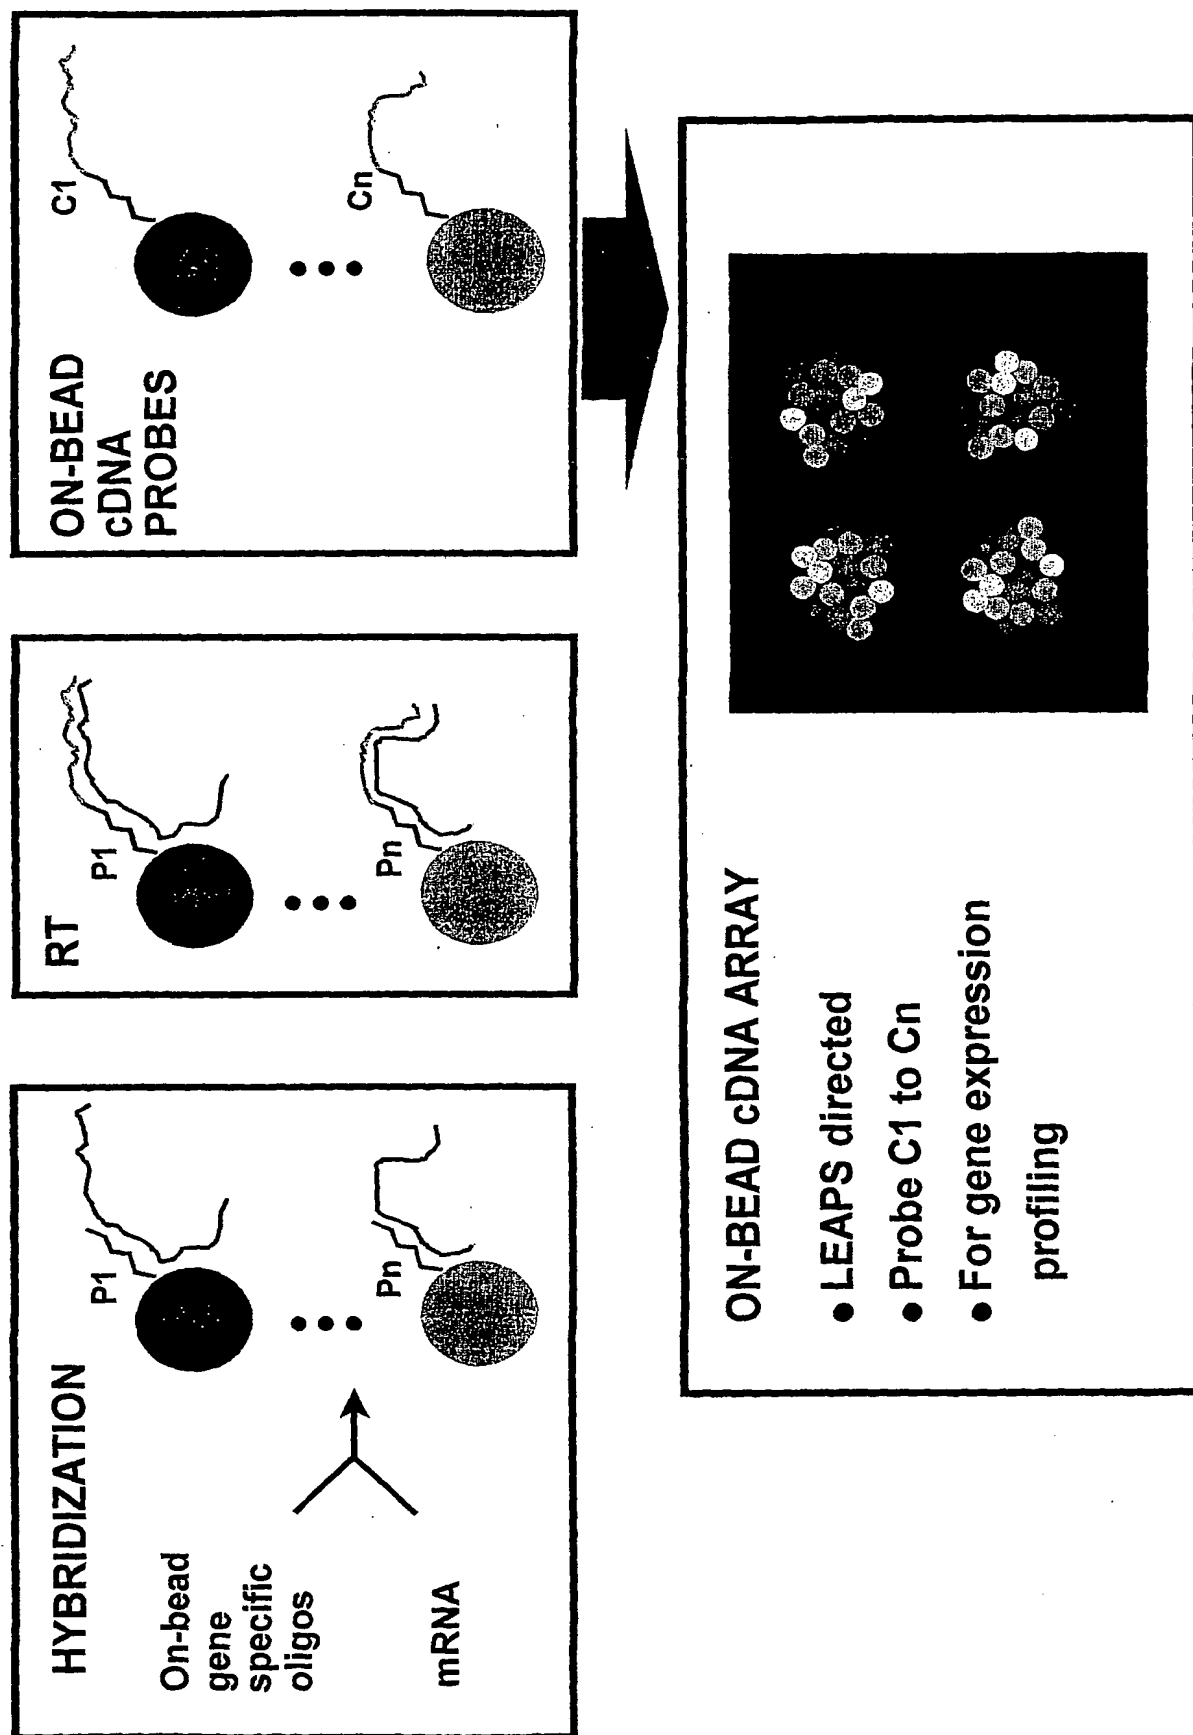 HYBRIDIZATION
On-bead
gene
specific
oligos
mRNA
P1
Pn
RT
P1
Pn
ON-BEAD
cDNA
PROBES
C1
Cn
ON-BEAD cDNA ARRAY
● LEAPS directed
● Probe C1 to Cn
● For gene expression
profiling